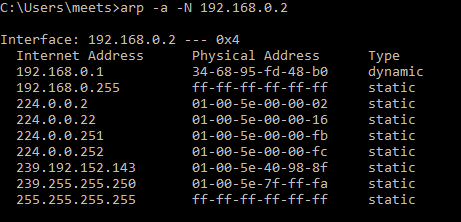 C:\Users\meets>arp -a -N 192.168.0.2
Interface: 192.168.0.2 --- 0x4
Internet Address Physical Address Type
192.168.0.1 34-68-95-fd-48-b0 dynamic
192.168.0.255 ff-ff-ff-ff-ff-ff static
224.0.0.2 01-00-5e-00-00-02 static
224.0.0.22 01-00-5e-00-00-16 static
224.0.0.251 01-00-5e-00-00-fb static
224.0.0.252 01-00-5e-00-00-fc static
239.192.152.143 01-00-5e-40-98-8f static
239.255.255.250 01-00-5e-7f-ff-fa static
255.255.255.255 ff-ff-ff-ff-ff-ff static